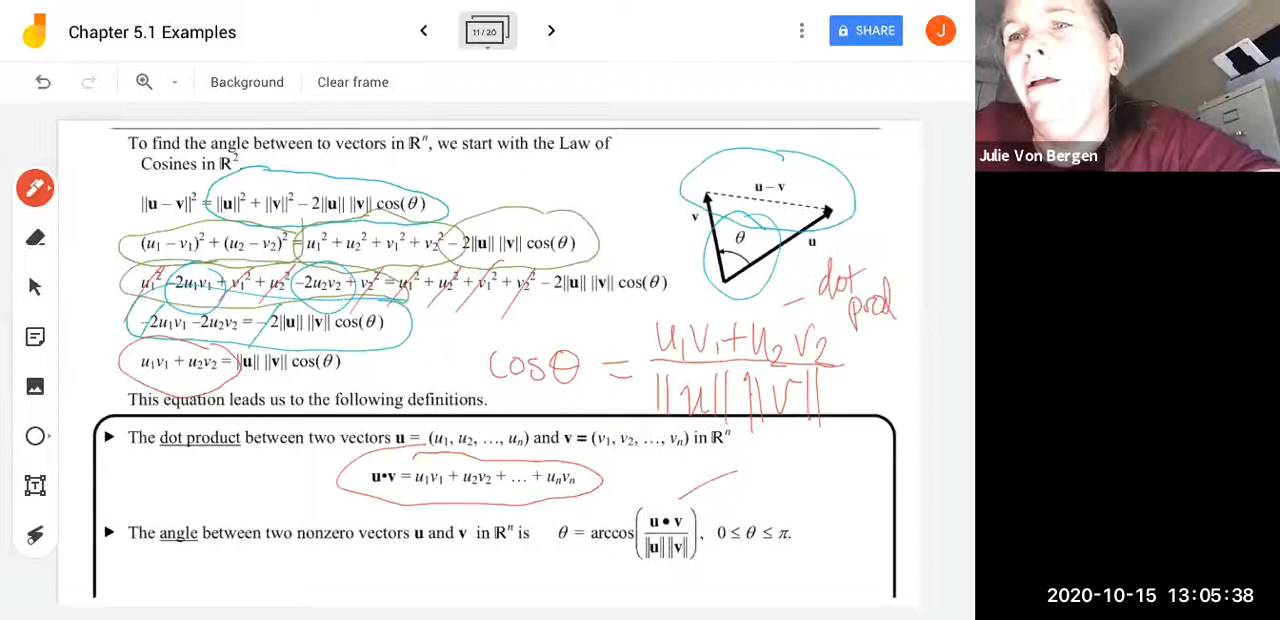 Chapter 5.1 Examples
11 / 20
SHARE
J
Background
Clear frame
Julie Von Bergen
To find the angle between to vectors in ℝⁿ, we start with the Law of
Cosines in ℝ²
||u – v||² = ||u||² + ||v||² – 2||u|| ||v|| cos(θ)
(u₁ – v₁)² + (u₂ – v₂)² = u₁² + u₂² + v₁² + v₂² – 2||u|| ||v|| cos(θ)
u₁² –2u₁v₁ + v₁² + u₂² –2u₂v₂ + v₂² = u₁² + u₂² + v₁² + v₂² – 2||u|| ||v|| cos(θ)
–2u₁v₁ –2u₂v₂ = –2||u|| ||v|| cos(θ)
u₁v₁ + u₂v₂ = ||u|| ||v|| cos(θ)
u – v
v
θ
u
dot
prod
cosθ = u₁v₁+u₂v₂ / ||u|| ||v||
This equation leads us to the following definitions.
The dot product between two vectors u = (u₁, u₂, …, uₙ) and v = (v₁, v₂, …, vₙ) in ℝⁿ
u•v = u₁v₁ + u₂v₂ + … + uₙvₙ
The angle between two nonzero vectors u and v in ℝⁿ is θ = arccos(u • v / ||u|| ||v||), 0 ≤ θ ≤ π.
2020-10-15 13:05:38